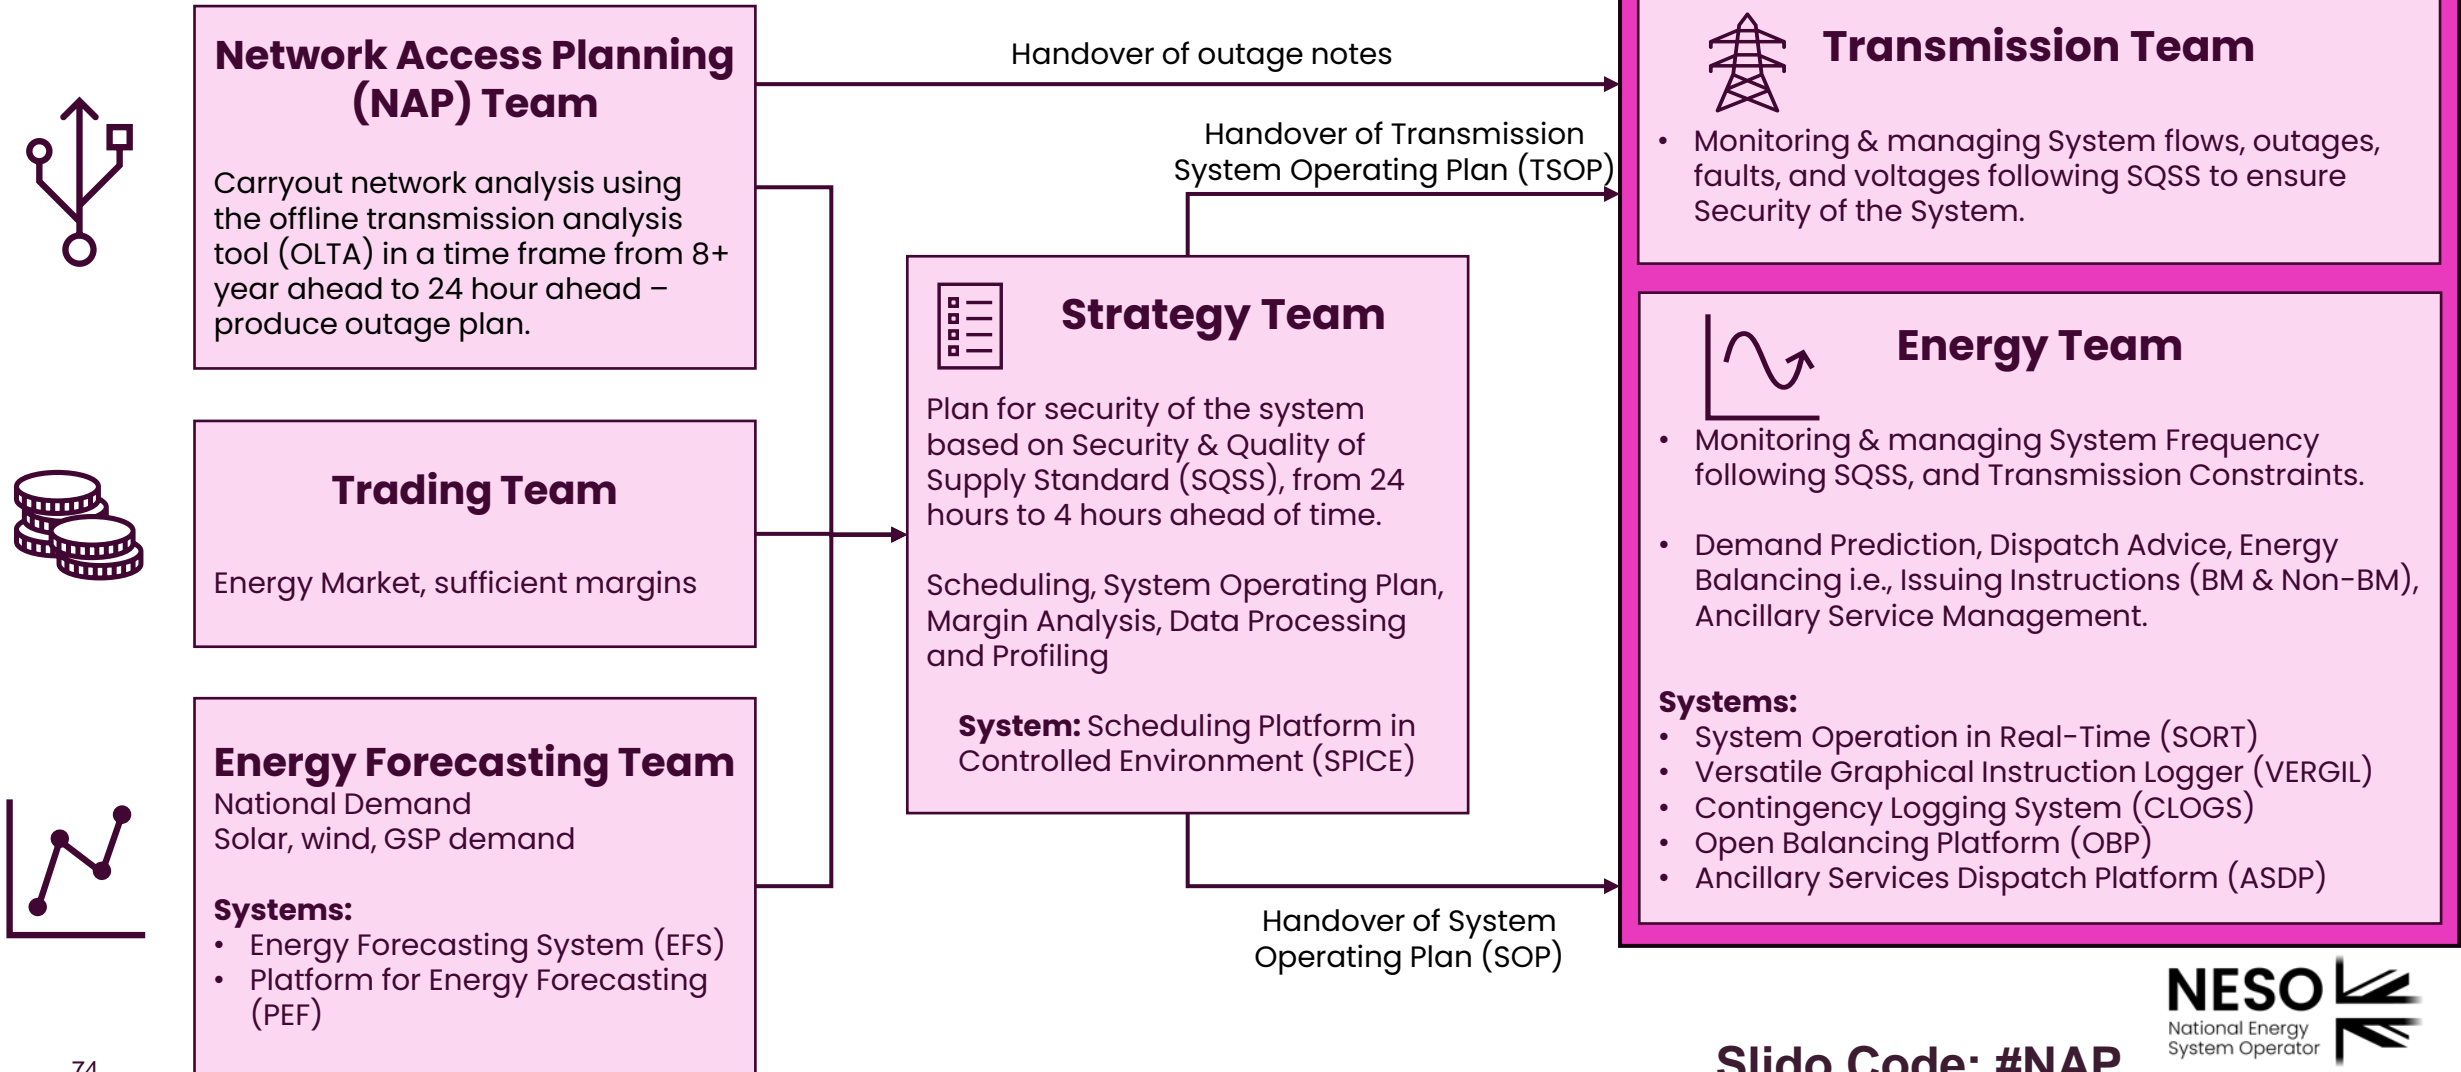 Network Access Planning
(NAP) Team
Carryout network analysis using
the offline transmission analysis
tool (OLTA) in a time frame from 8+
year ahead to 24 hour ahead –
produce outage plan.
Trading Team
Energy Market, sufficient margins
Energy Forecasting Team
National Demand
Solar, wind, GSP demand
Systems:
• Energy Forecasting System (EFS)
• Platform for Energy Forecasting
(PEF)
Handover of outage notes
Handover of Transmission
System Operating Plan (TSOP)
Strategy Team
Plan for security of the system
based on Security & Quality of
Supply Standard (SQSS), from 24
hours to 4 hours ahead of time.
Scheduling, System Operating Plan,
Margin Analysis, Data Processing
and Profiling
System: Scheduling Platform in
Controlled Environment (SPICE)
Handover of System
Operating Plan (SOP)
Transmission Team
• Monitoring & managing System flows, outages,
faults, and voltages following SQSS to ensure
Security of the System.
Energy Team
• Monitoring & managing System Frequency
following SQSS, and Transmission Constraints.
• Demand Prediction, Dispatch Advice, Energy
Balancing i.e., Issuing Instructions (BM & Non-BM),
Ancillary Service Management.
Systems:
• System Operation in Real-Time (SORT)
• Versatile Graphical Instruction Logger (VERGIL)
• Contingency Logging System (CLOGS)
• Open Balancing Platform (OBP)
• Ancillary Services Dispatch Platform (ASDP)
74
Slido Code: #NAP
NESO
National Energy
System Operator